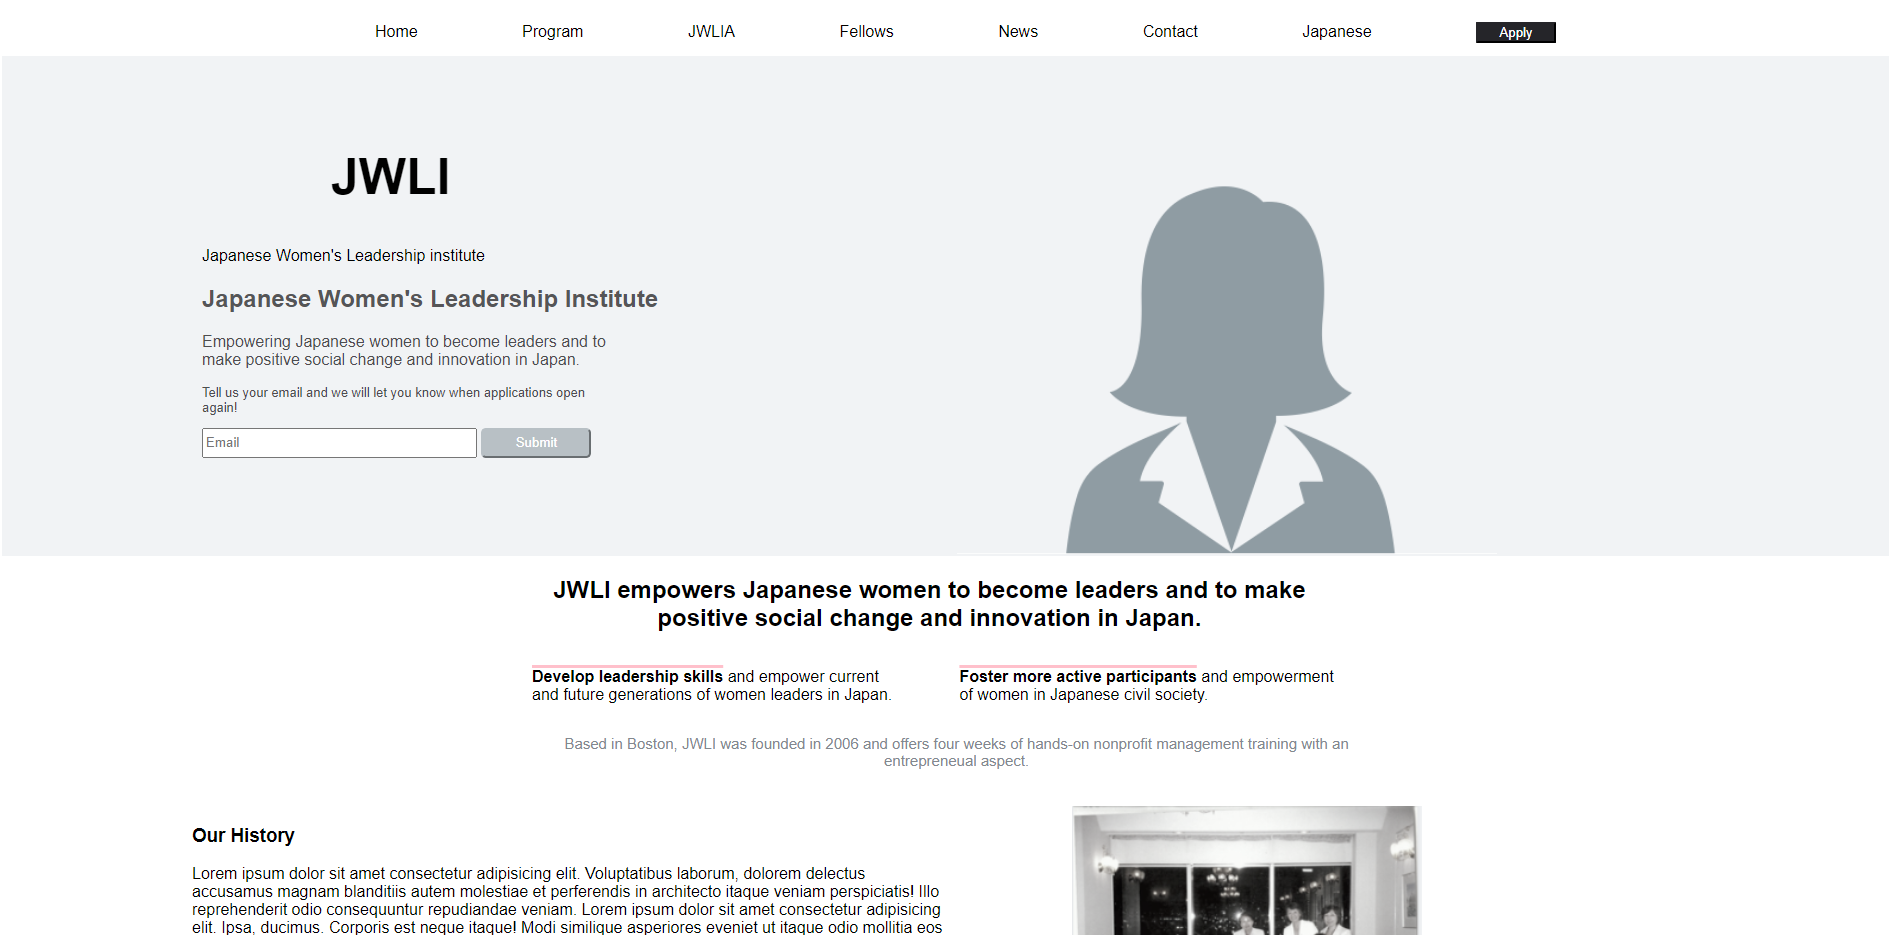 Home Program JWLIA Fellows News Contact Japanese Apply
JWLI
Japanese Women's Leadership institute
Japanese Women's Leadership Institute
Empowering Japanese women to become leaders and to
make positive social change and innovation in Japan.
Tell us your email and we will let you know when applications open
again!
Email Submit
JWLI empowers Japanese women to become leaders and to make
positive social change and innovation in Japan.
Develop leadership skills and empower current
and future generations of women leaders in Japan.
Foster more active participants and empowerment
of women in Japanese civil society.
Based in Boston, JWLI was founded in 2006 and offers four weeks of hands-on nonprofit management training with an
entrepreneual aspect.
Our History
Lorem ipsum dolor sit amet consectetur adipisicing elit. Voluptatibus laborum, dolorem delectus
accusamus magnam blanditiis autem molestiae et perferendis in architecto itaque veniam perspiciatis! Illo
reprehenderit odio consequuntur repudiandae veniam. Lorem ipsum dolor sit amet consectetur adipisicing
elit. Ipsa, ducimus. Corporis est neque itaque! Modi similique asperiores eveniet ut itaque odio mollitia eos